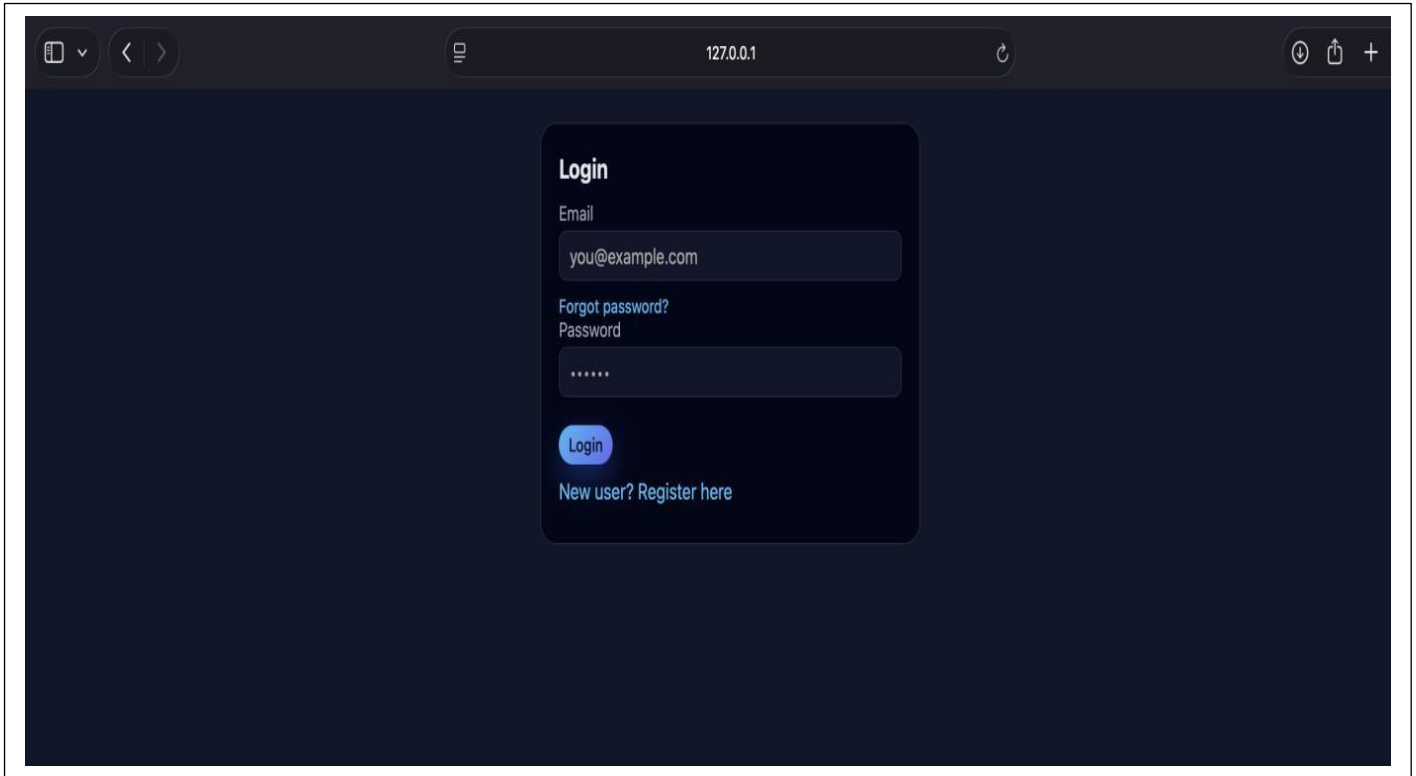 127.0.0.1
Login
Email
you@example.com
Forgot password?
Password
••••••
Login
New user? Register here